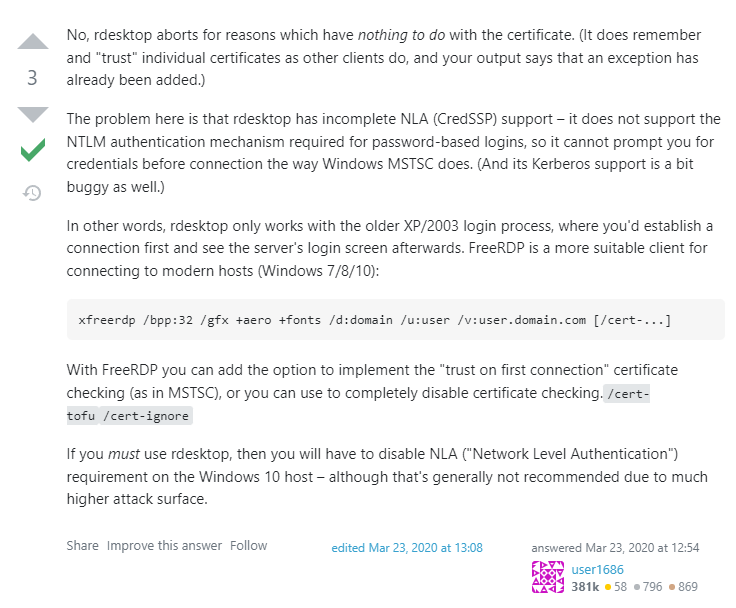 No, rdesktop aborts for reasons which have nothing to do with the certificate. (It does remember
and "trust" individual certificates as other clients do, and your output says that an exception has
already been added.)
3
The problem here is that rdesktop has incomplete NLA (CredSSP) support – it does not support the
NTLM authentication mechanism required for password-based logins, so it cannot prompt you for
credentials before connection the way Windows MSTSC does. (And its Kerberos support is a bit
buggy as well.)
In other words, rdesktop only works with the older XP/2003 login process, where you'd establish a
connection first and see the server's login screen afterwards. FreeRDP is a more suitable client for
connecting to modern hosts (Windows 7/8/10):
xfreerdp /bpp:32 /gfx +aero +fonts /d:domain /u:user /v:user.domain.com [/cert-...]
With FreeRDP you can add the option to implement the "trust on first connection" certificate
checking (as in MSTSC), or you can use to completely disable certificate checking. /cert-
tofu /cert-ignore
If you must use rdesktop, then you will have to disable NLA ("Network Level Authentication")
requirement on the Windows 10 host – although that's generally not recommended due to much
higher attack surface.
Share Improve this answer Follow
edited Mar 23, 2020 at 13:08
answered Mar 23, 2020 at 12:54
user1686
381k 58 796 869